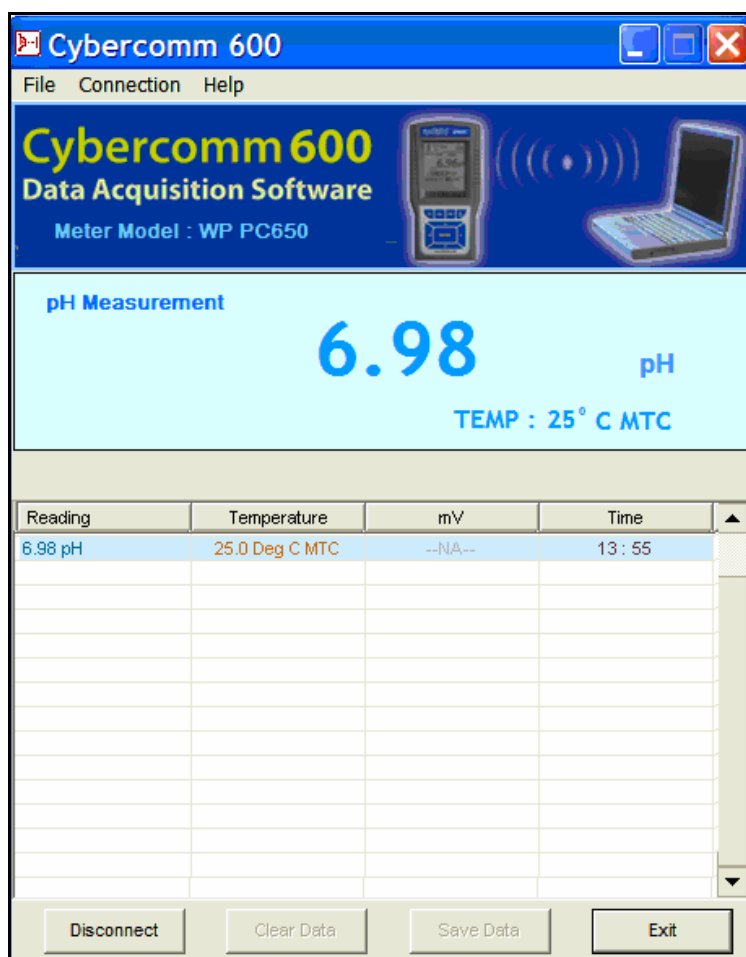 Cybercomm 600
File Connection Help
Cybercomm 600
Data Acquisition Software
Meter Model : WP PC650
pH Measurement
6.98 pH
TEMP : 25° C MTC
Reading Temperature mV Time
6.98 pH 25.0 Deg C MTC --NA-- 13 : 55
Disconnect Clear Data Save Data Exit